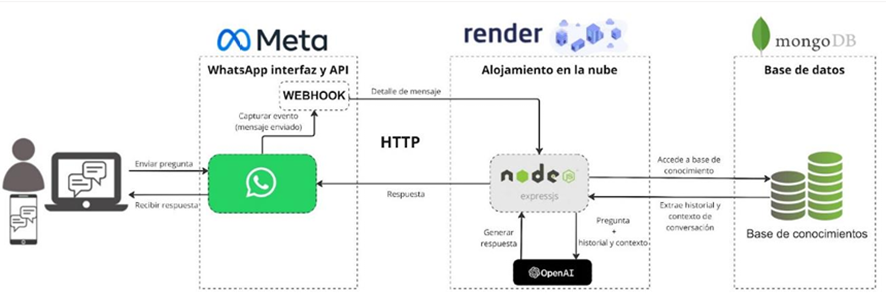 Meta
render
mongoDB
WhatsApp interfaz y API
Alojamiento en la nube
Base de datos
WEBHOOK
Detalle de mensaje
Capturar evento
(mensaje enviado)
HTTP
Enviar pregunta
Recibir respuesta
Respuesta
node JS
expressjs
Accede a base de
conocimiento
Extrae historial y
contexto de
conversación
Base de conocimientos
Generar
respuesta
Pregunta
+
historial y contexto
OpenAI